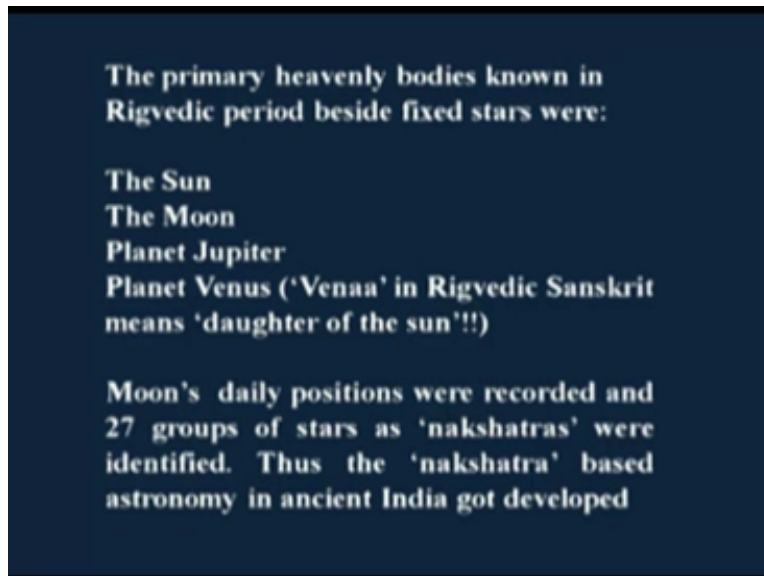 The primary heavenly bodies known in
Rigvedic period beside fixed stars were:
The Sun
The Moon
Planet Jupiter
Planet Venus (‘Venaa’ in Rigvedic Sanskrit
means ‘daughter of the sun’!!)
Moon’s daily positions were recorded and
27 groups of stars as ‘nakshatras’ were
identified. Thus the ‘nakshatra’ based
astronomy in ancient India got developed